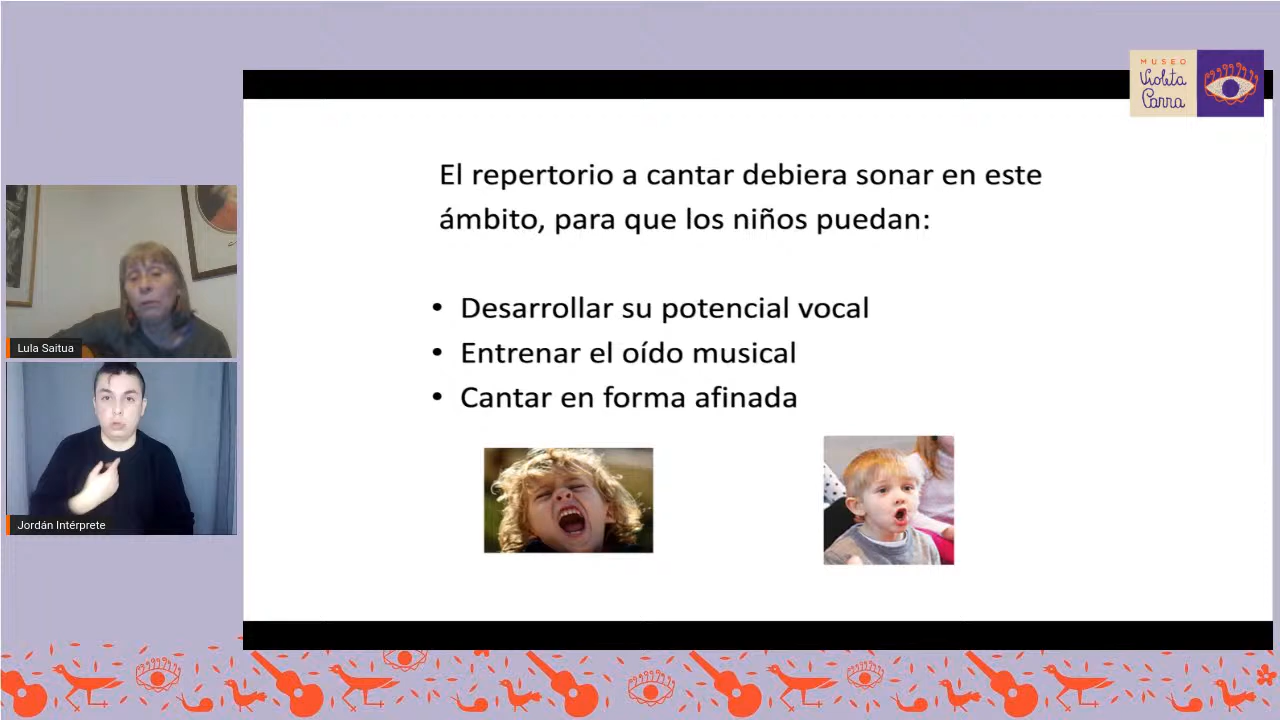 MUSEO
Violeta
Parra
El repertorio a cantar debiera sonar en este
ámbito, para que los niños puedan:
• Desarrollar su potencial vocal
• Entrenar el oído musical
• Cantar en forma afinada
Lula Saitua
Jordán Intérprete